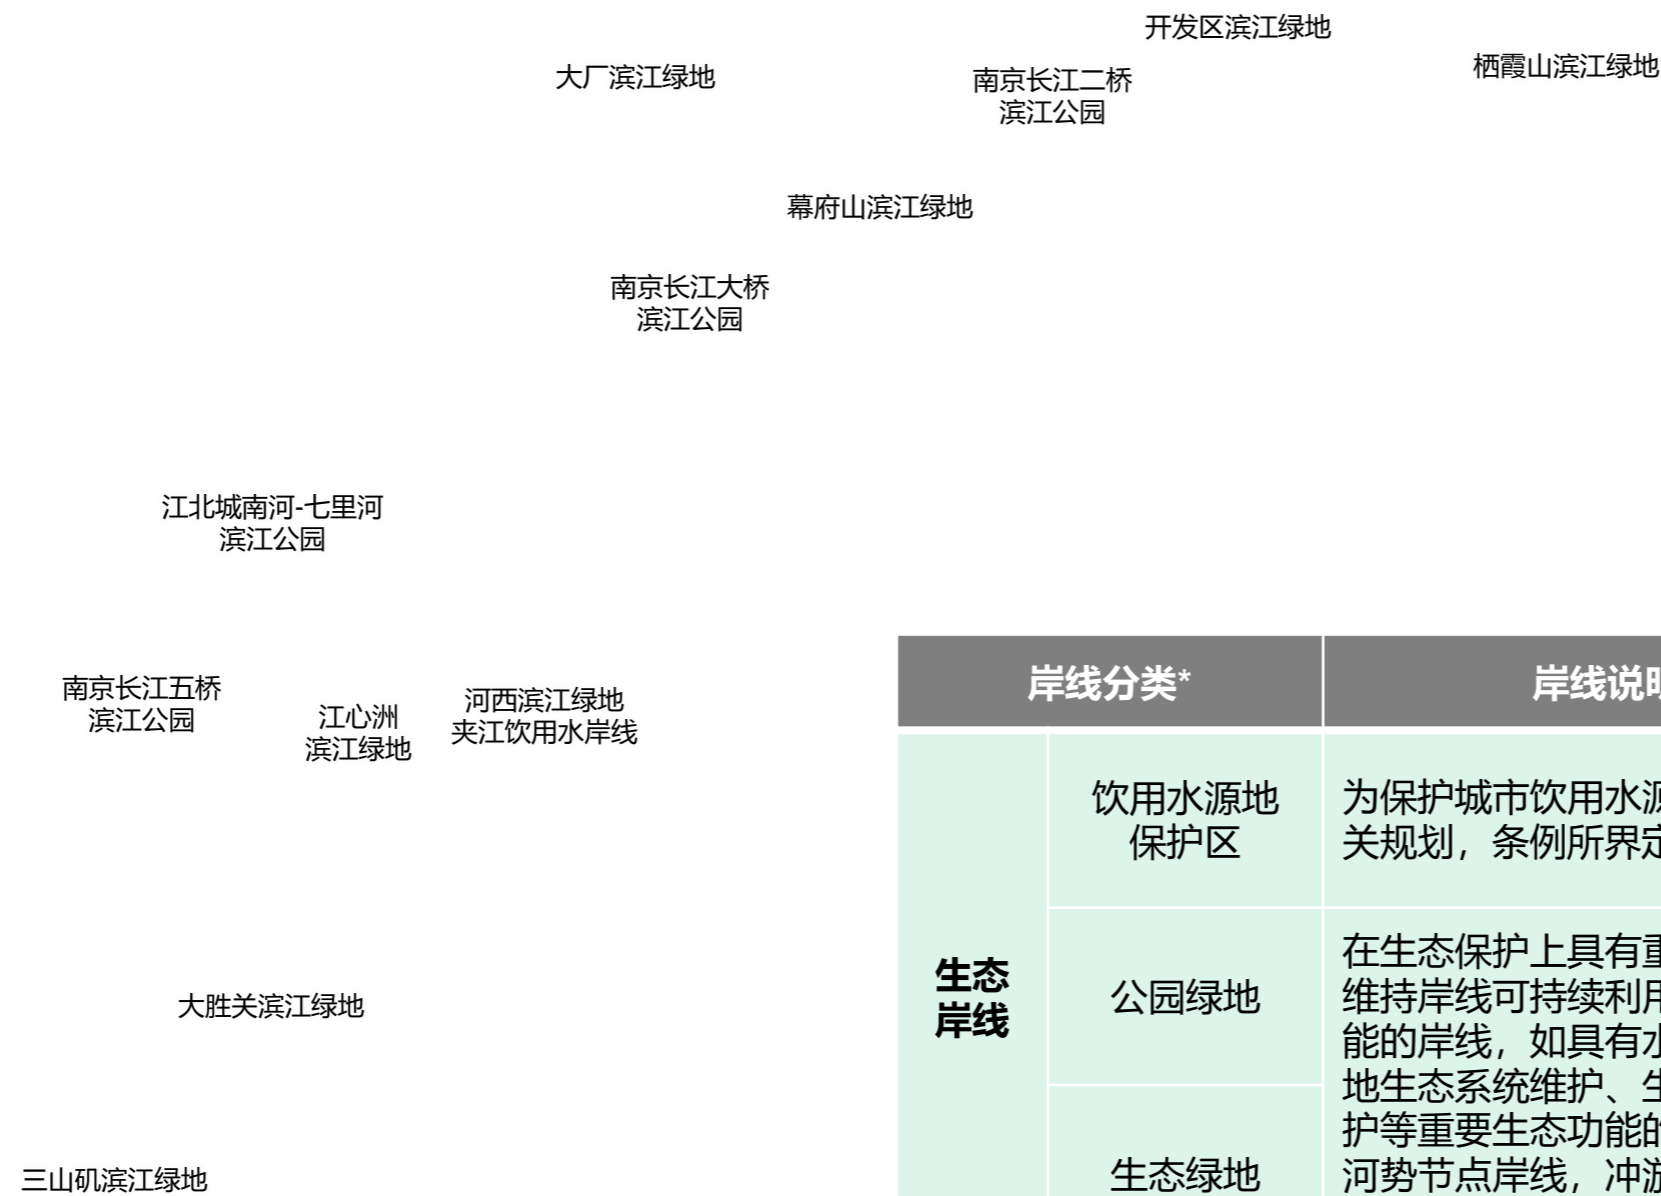 开发区滨江绿地
栖霞山滨江绿地
大厂滨江绿地
南京长江二桥
滨江公园
幕府山滨江绿地
南京长江大桥
滨江公园
江北城南河-七里河
滨江公园
南京长江五桥
滨江公园
江心洲
滨江绿地
河西滨江绿地
夹江饮用水岸线
大胜关滨江绿地
三山矶滨江绿地
岸线分类*
岸线说
生态
岸线
饮用水源地
保护区
为保护城市饮用水
关规划，条例所界
公园绿地
生态绿地
在生态保护上具有
维持岸线可持续利
能的岸线，如具有
地生态系统维护、
护等重要生态功能
河势节点岸线，冲